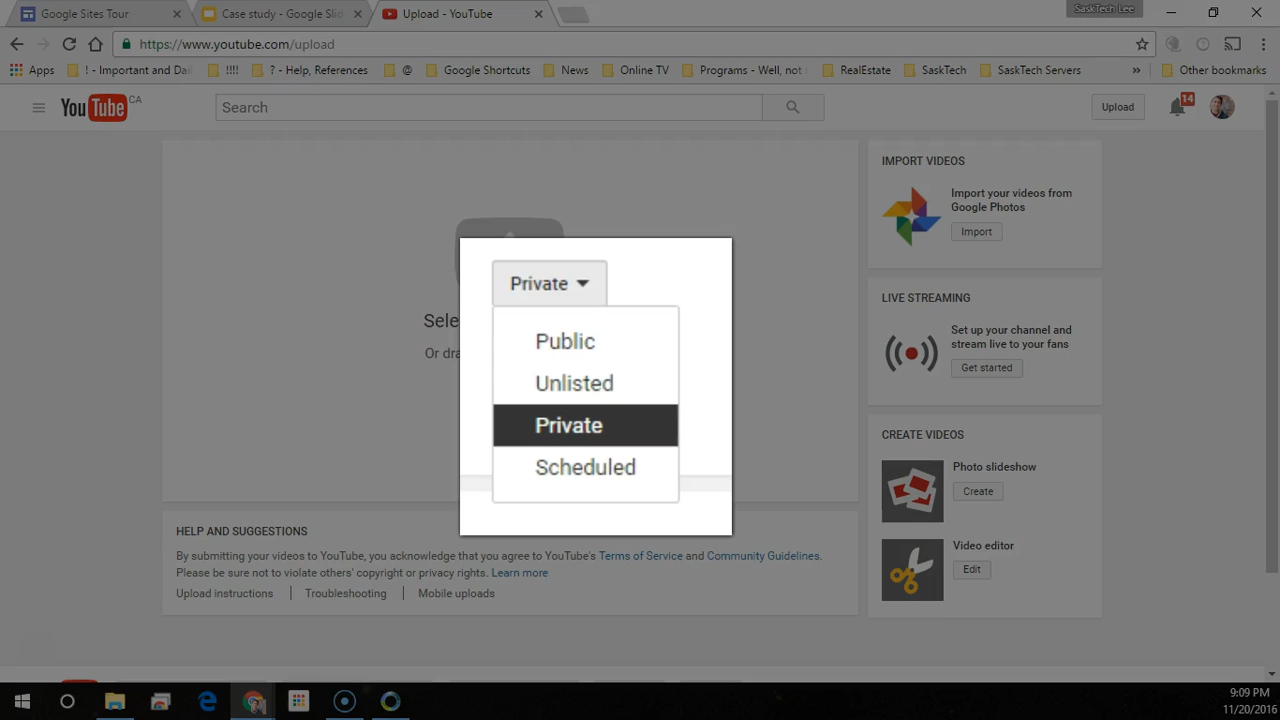 Google Sites Tour
Case study - Google Slid
Upload - YouTube
SaskTech Lee
https://www.youtube.com/upload
Apps
! - Important and Dai
!!!!
? - Help, References
@
Google Shortcuts
News
Online TV
Programs - Well, not
RealEstate
SaskTech
SaskTech Servers
»
Other bookmarks
YouTube CA
Search
Upload
14
IMPORT VIDEOS
Import your videos from
Google Photos
Import
LIVE STREAMING
Set up your channel and
stream live to your fans
Get started
CREATE VIDEOS
Photo slideshow
Create
Video editor
Edit
Sele
Or dra
Private
Public
Unlisted
Private
Scheduled
HELP AND SUGGESTIONS
By submitting your videos to YouTube, you acknowledge that you agree to YouTube's Terms of Service and Community Guidelines.
Please be sure not to violate others' copyright or privacy rights. Learn more
Upload instructions | Troubleshooting | Mobile uploads
9:09 PM
11/20/2016